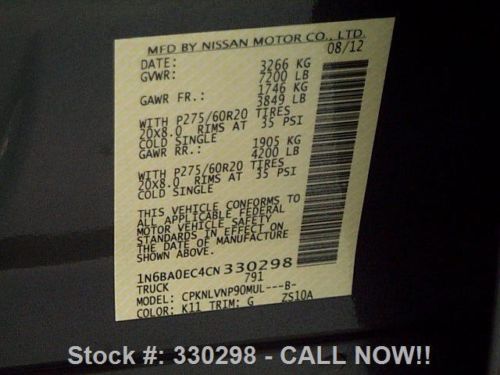 MFD BY NISSAN MOTOR CO., LTD.
DATE: 08/12
GVWR: 3266 KG
7200 LB
GAWR FR.: 1746 KG
3849 LB
WITH P275/60R20 TIRES
20X8.0 RIMS AT 35 PSI
COLD SINGLE
GAWR RR.: 1905 KG
4200 LB
WITH P275/60R20 TIRES
20X8.0 RIMS AT 35 PSI
COLD SINGLE
THIS VEHICLE CONFORMS TO
ALL APPLICABLE FEDERAL
MOTOR VEHICLE SAFETY
STANDARDS IN EFFECT ON
THE DATE OF MANUFACTURE
SHOWN ABOVE.
1N6BA0EC4CN330298
TRUCK 791
MODEL: CPKNLVNP90MUL---B-
COLOR: K11 TRIM: G ZS10A
Stock #: 330298 - CALL NOW!!